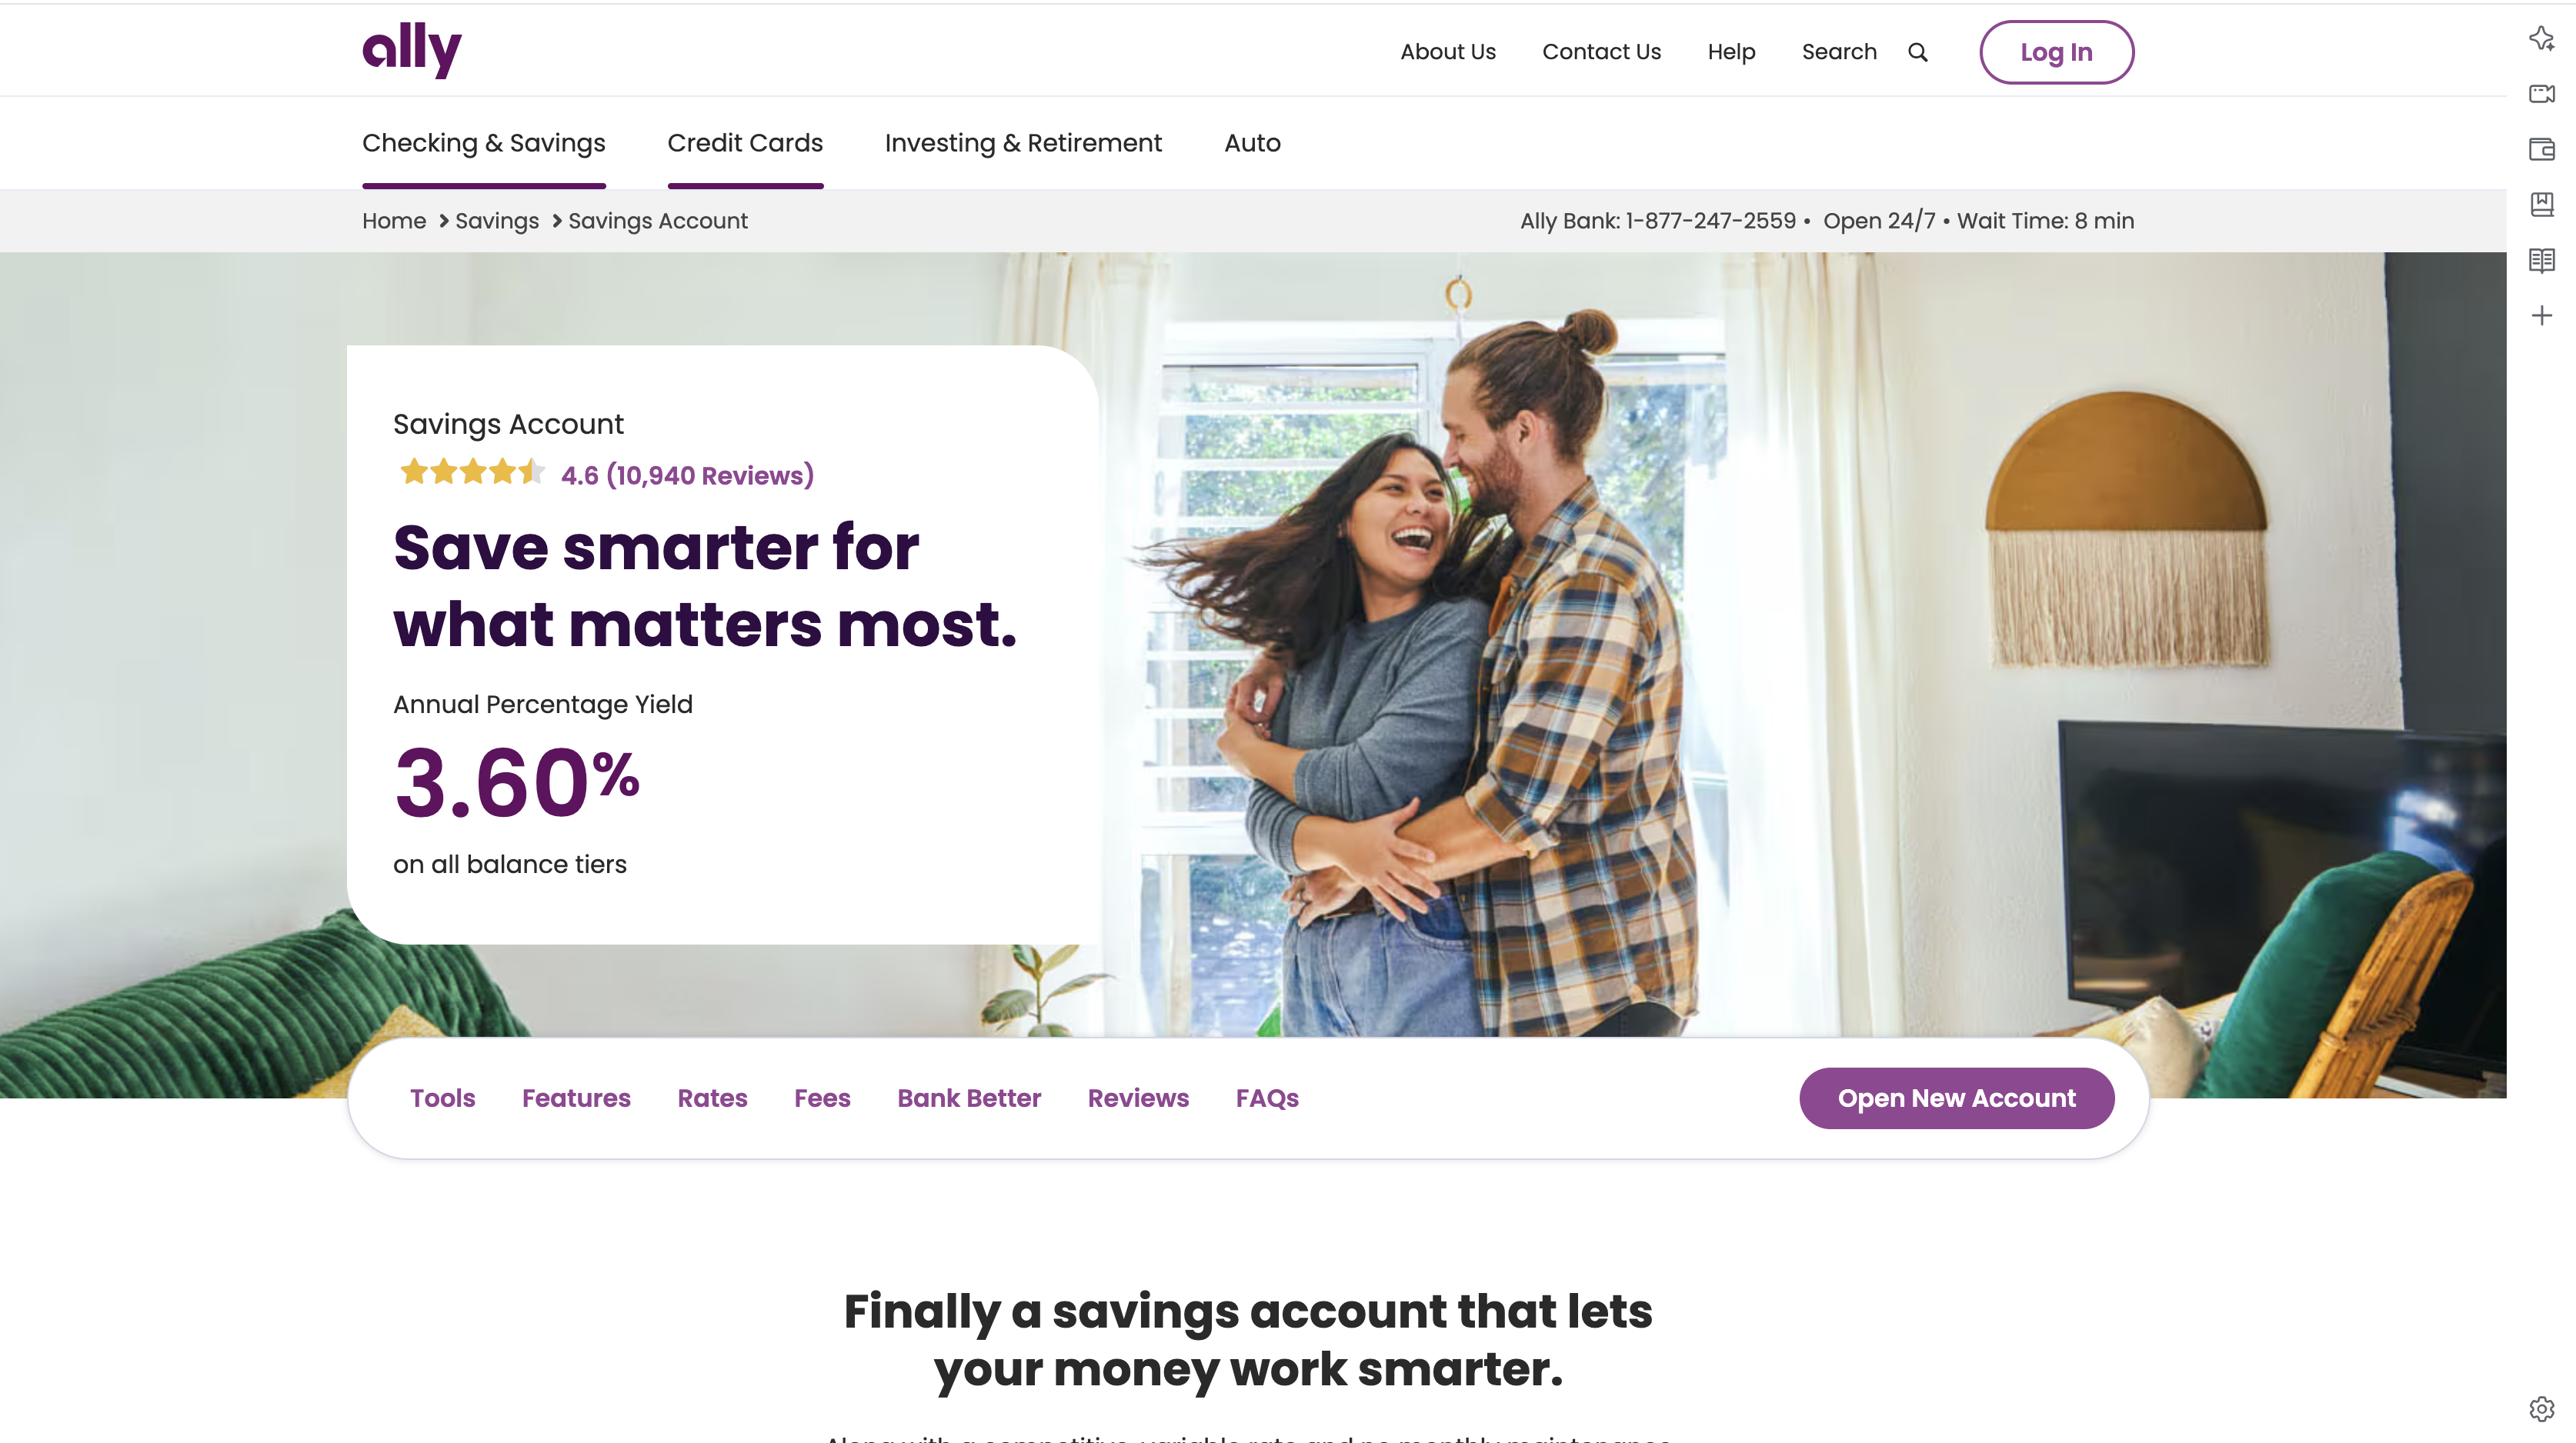 ally
About Us Contact Us Help Search Log In
Checking & Savings Credit Cards Investing & Retirement Auto
Home > Savings > Savings Account
Ally Bank: 1-877-247-2559 • Open 24/7 • Wait Time: 8 min
Savings Account
4.6 (10,940 Reviews)
Save smarter for
what matters most.
Annual Percentage Yield
3.60%
on all balance tiers
Tools Features Rates Fees Bank Better Reviews FAQs Open New Account
Finally a savings account that lets
your money work smarter.